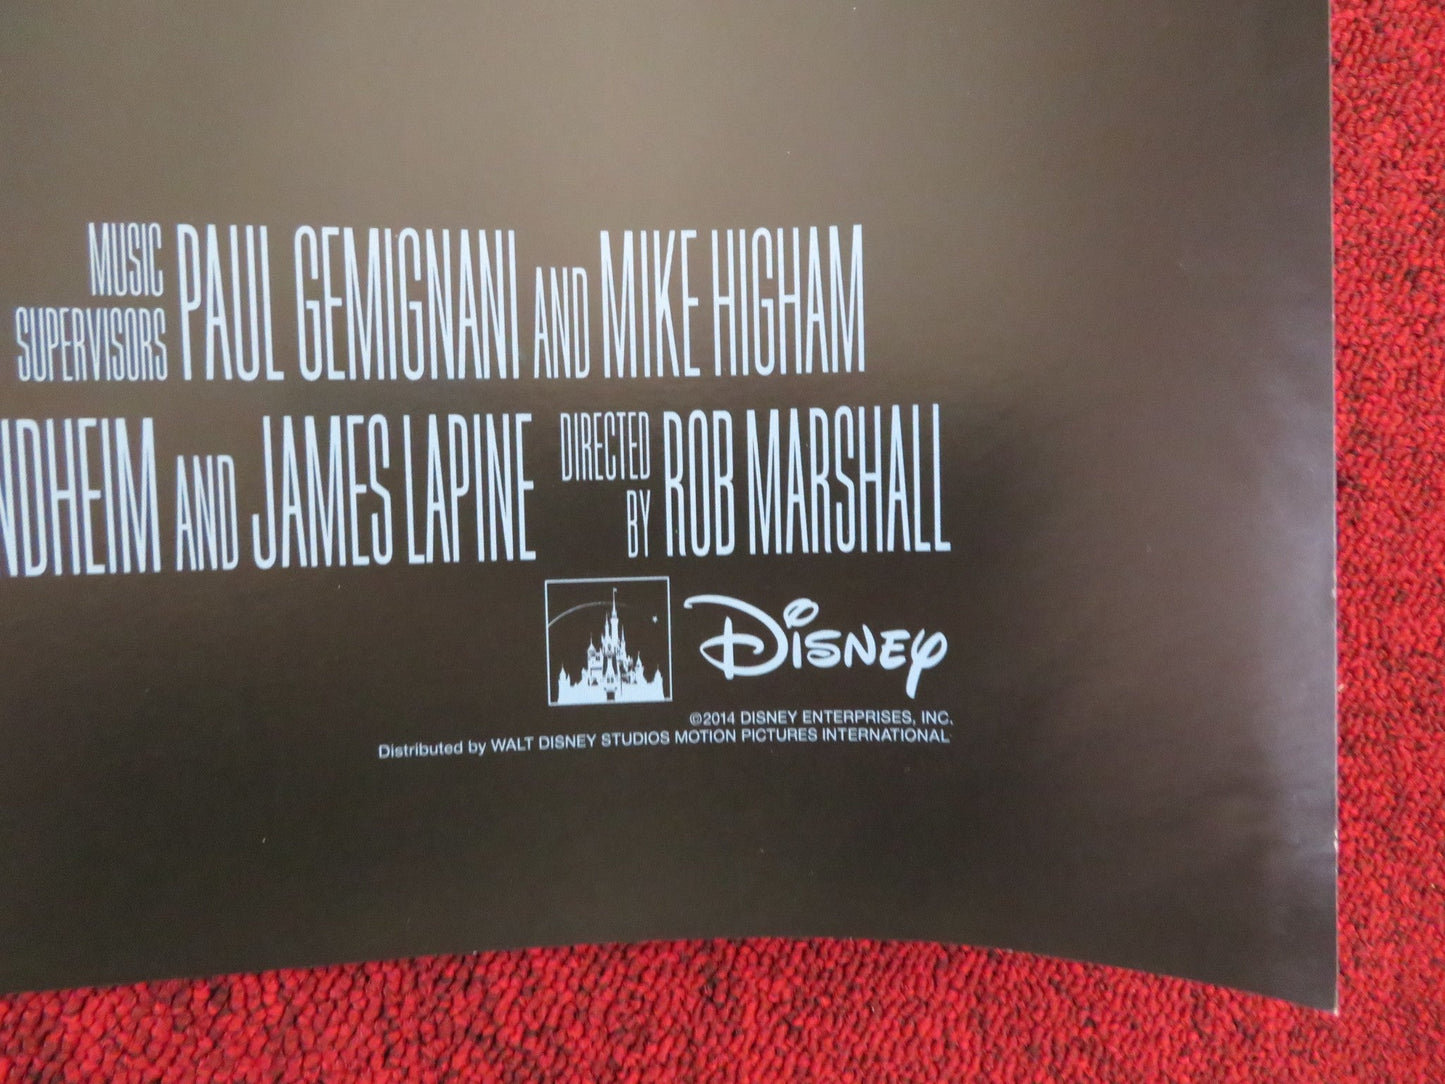 MUSIC SUPERVISORS PAUL GEMIGNANI AND MIKE HIGHAM
NDHEIM AND JAMES LAPINE DIRECTED BY ROB MARSHALL
DISNEY
©2014 DISNEY ENTERPRISES, INC.
Distributed by WALT DISNEY STUDIOS MOTION PICTURES INTERNATIONAL